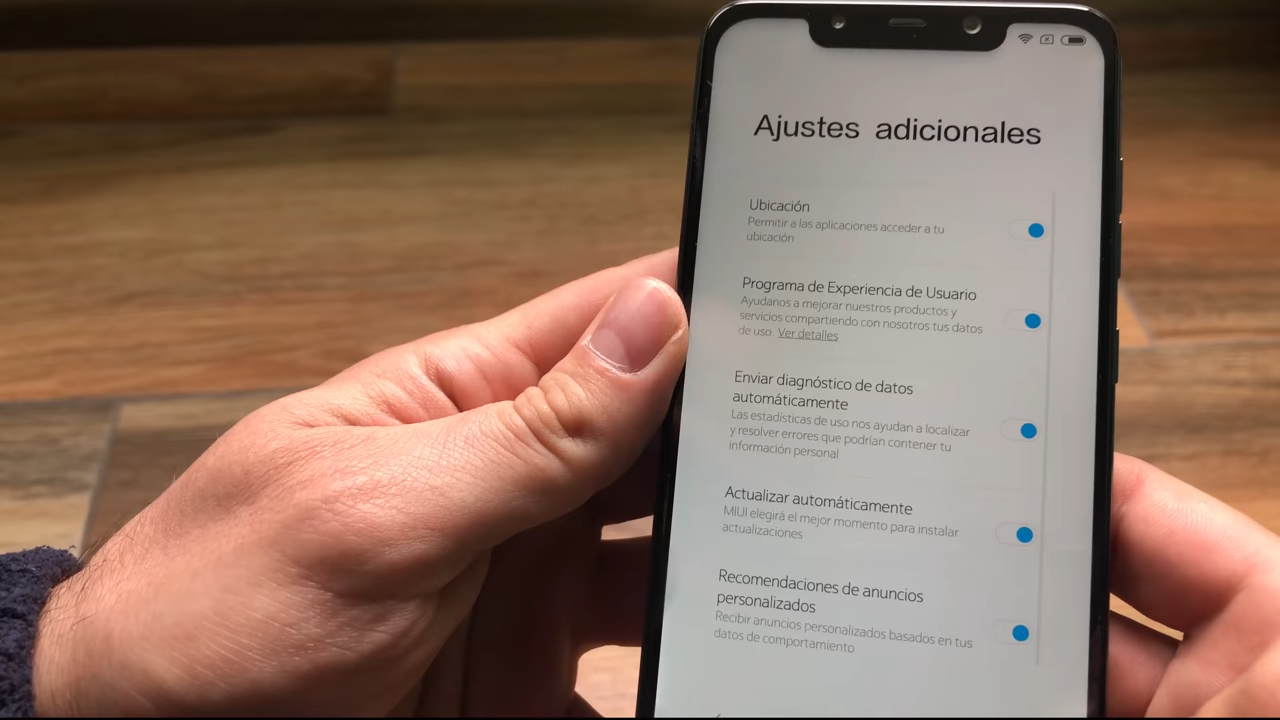 Ajustes adicionales
Ubicación
Permitir a las aplicaciones acceder a tu
ubicación
Programa de Experiencia de Usuario
Ayudanos a mejorar nuestros productos y
servicios compartiendo con nosotros tus datos
de uso. Ver detalles
Enviar diagnóstico de datos
automáticamente
Las estadísticas de uso nos ayudan a localizar
y resolver errores que podrían contener tu
información personal
Actualizar automáticamente
MIUI elegirá el mejor momento para instalar
actualizaciones
Recomendaciones de anuncios
personalizados
Recibir anuncios personalizados basados en tus
datos de comportamiento